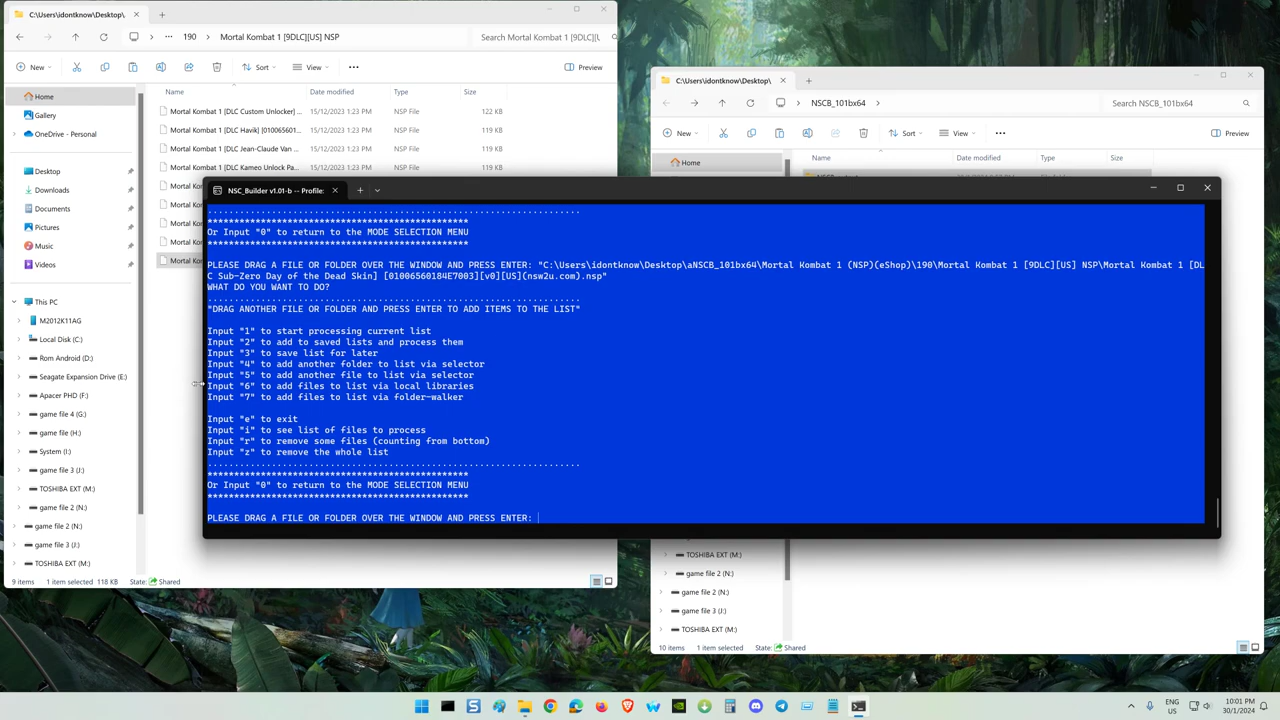 C:\Users\idontknow\Desktop\
190
Mortal Kombat 1 [9DLC][US] NSP
Search Mortal Kombat 1 [9DLC][
New
Sort
View
Preview
Home
Gallery
OneDrive - Personal
Desktop
Downloads
Documents
Pictures
Music
Videos
This PC
M2012K11AG
Local Disk (C:)
Rom Android (D:)
Seagate Expansion Drive (E:)
Apacer PHD (F:)
game file 4 (G:)
game file (H:)
System (I:)
game file 3 (J:)
TOSHIBA EXT (M:)
game file 2 (N:)
game file 2 (N:)
game file 3 (J:)
TOSHIBA EXT (M:)
Name Date modified Type Size
Mortal Kombat 1 [DLC Custom Unlocker] ... 15/12/2023 1:23 PM NSP File 122 KB
Mortal Kombat 1 [DLC Havik] [010065601... 15/12/2023 1:23 PM NSP File 119 KB
Mortal Kombat 1 [DLC Jean-Claude Van ... 15/12/2023 1:23 PM NSP File 119 KB
Mortal Kombat 1 [DLC Kameo Unlock Pa... 15/12/2023 1:23 PM NSP File 119 KB
Mortal Ko
Mortal Ko
Mortal Ko
Mortal Ko
Mortal Ko
9 items 1 item selected 118 KB State: Shared
C:\Users\idontknow\Desktop\
NSCB_101bx64
Search NSCB_101bx64
New
Sort
View
Preview
Home
Name Date modified Type Size
TOSHIBA EXT (M:)
game file 2 (N:)
game file 2 (N:)
game file 3 (J:)
TOSHIBA EXT (M:)
10 items 1 item selected State: Shared
NSC_Builder v1.01-b -- Profile:
.................................................................
**************************************************
Or Input "0" to return to the MODE SELECTION MENU
**************************************************
PLEASE DRAG A FILE OR FOLDER OVER THE WINDOW AND PRESS ENTER: "C:\Users\idontknow\Desktop\aNSCB_101bx64\Mortal Kombat 1 (NSP)(eShop)\190\Mortal Kombat 1 [9DLC][US] NSP\Mortal Kombat 1 [DL
C Sub-Zero Day of the Dead Skin] [01006560184E7003][v0][US](nsw2u.com).nsp"
WHAT DO YOU WANT TO DO?
.................................................................
"DRAG ANOTHER FILE OR FOLDER AND PRESS ENTER TO ADD ITEMS TO THE LIST"
Input "1" to start processing current list
Input "2" to add to saved lists and process them
Input "3" to save list for later
Input "4" to add another folder to list via selector
Input "5" to add another file to list via selector
Input "6" to add files to list via local libraries
Input "7" to add files to list via folder-walker
Input "e" to exit
Input "i" to see list of files to process
Input "r" to remove some files (counting from bottom)
Input "z" to remove the whole list
.................................................................
**************************************************
Or Input "0" to return to the MODE SELECTION MENU
**************************************************
PLEASE DRAG A FILE OR FOLDER OVER THE WINDOW AND PRESS ENTER:
ENG
US
10:01 PM
30/1/2024